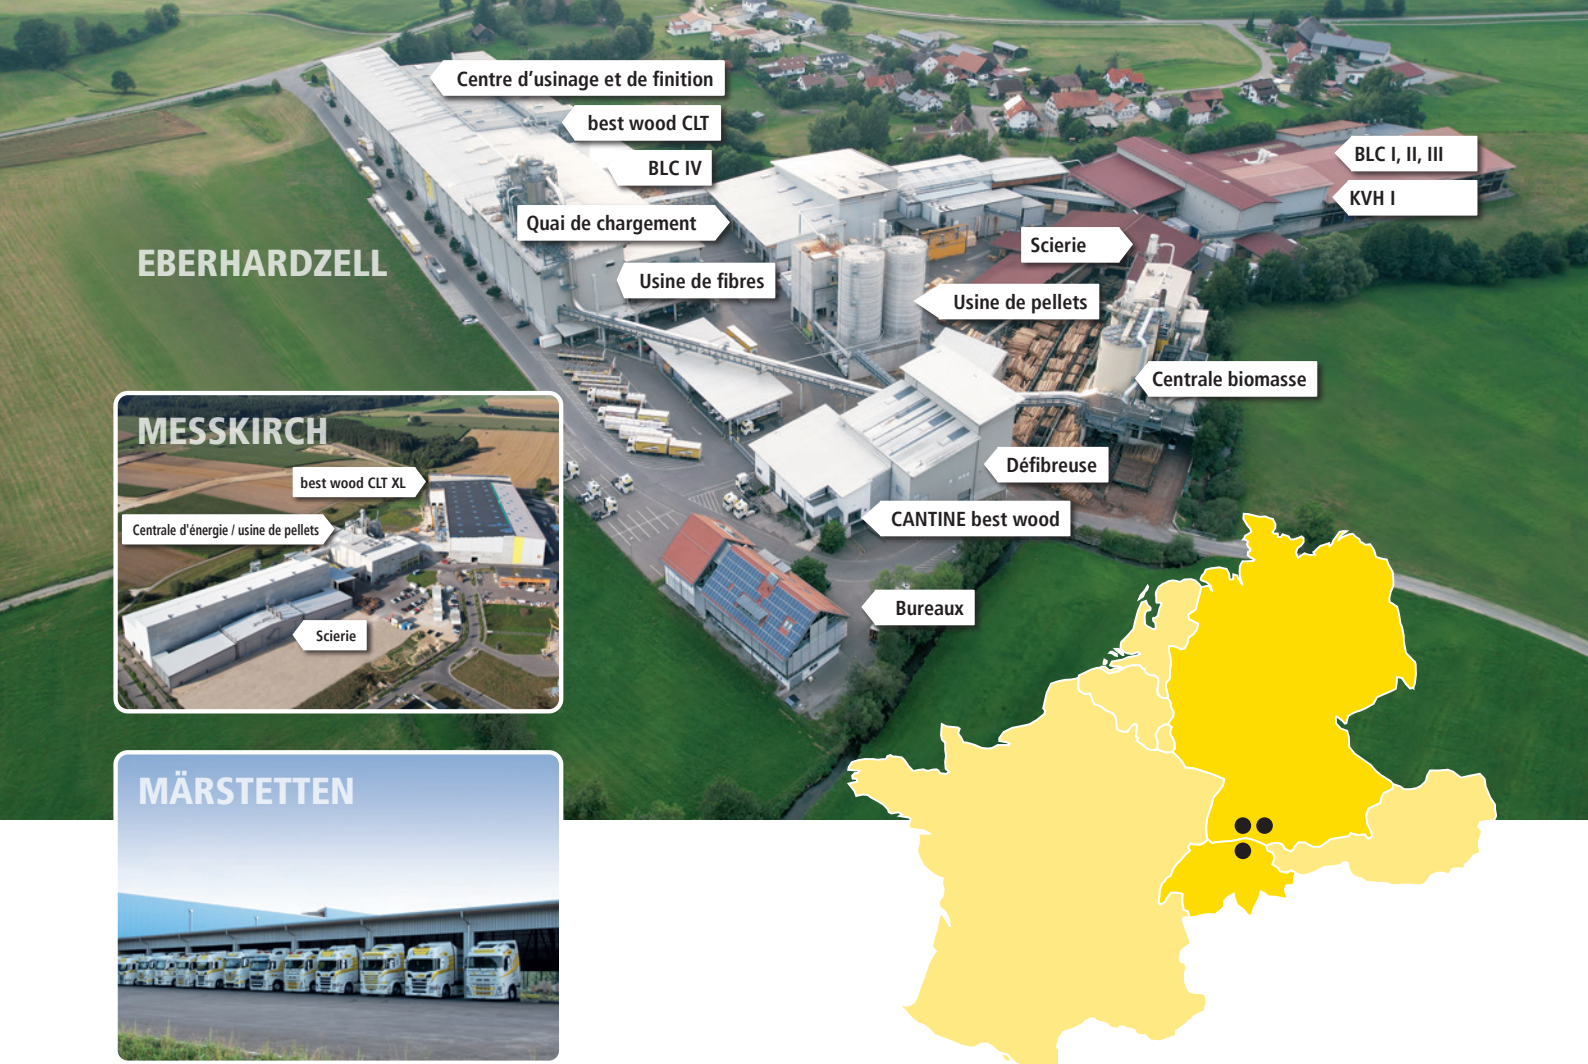 Centre d’usinage et de finition
best wood CLT
BLC IV
BLC I, II, III
KVH I
Quai de chargement
Scierie
EBERHARDZELL
Usine de fibres
Usine de pellets
Centrale biomasse
Défibreuse
CANTINE best wood
Bureaux
MESSKIRCH
best wood CLT XL
Centrale d'énergie / usine de pellets
Scierie
MÄRSTETTEN